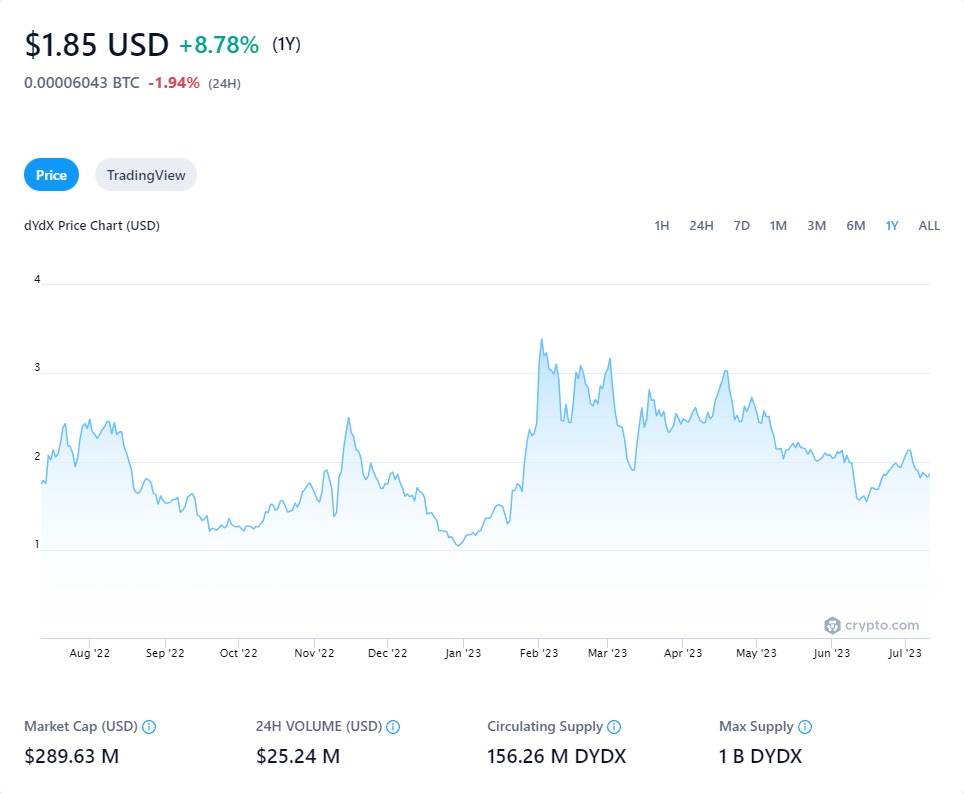 $1.85 USD +8.78% (1Y)
0.00006043 BTC -1.94% (24H)
Price TradingView
dYdX Price Chart (USD) 1H 24H 7D 1M 3M 6M 1Y ALL
4
3
2
1
crypto.com
Aug '22 Sep '22 Oct '22 Nov '22 Dec '22 Jan '23 Feb '23 Mar '23 Apr '23 May '23 Jun '23 Jul '23
Market Cap (USD) 24H VOLUME (USD) Circulating Supply Max Supply
$289.63 M $25.24 M 156.26 M DYDX 1 B DYDX